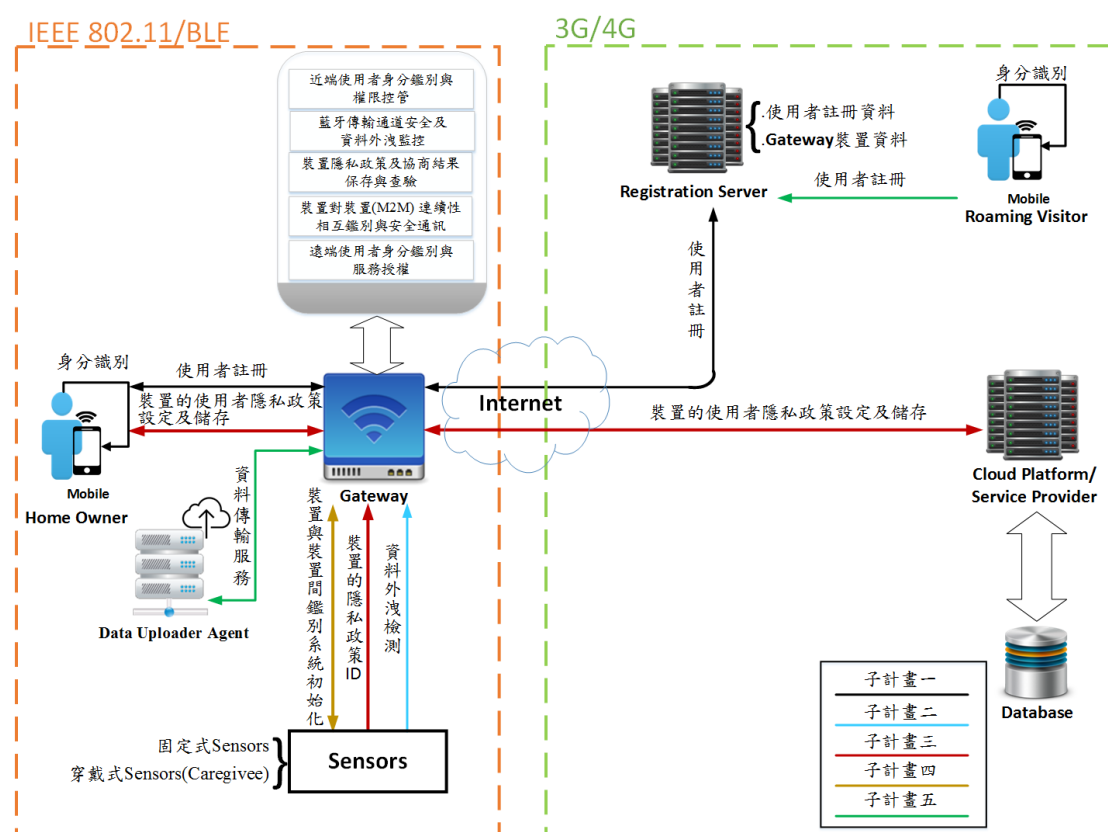 IEEE 802.11/BLE
3G/4G
近端使用者身分鑑別與
權限控管
藍牙傳輸通道安全及
資料外洩監控
裝置隱私政策及協商結果
保存與查驗
裝置對裝置(M2M) 連續性
相互鑑別與安全通訊
遠端使用者身分鑑別與
服務授權
.使用者註冊資料
.Gateway裝置資料
Registration Server
身分識別
Mobile
Roaming Visitor
使用者註冊
使用者註冊
身分識別
使用者註冊
裝置的使用者隱私政策
設定及儲存
Mobile
Home Owner
Gateway
Internet
裝置的使用者隱私政策設定及儲存
Cloud Platform/
Service Provider
資料傳輸服務
Data Uploader Agent
裝置與裝置間鑑別系統初始化
裝置的隱私政策ID
資料外洩檢測
固定式Sensors
穿戴式Sensors(Caregivee)
Sensors
Database
子計畫一
子計畫二
子計畫三
子計畫四
子計畫五